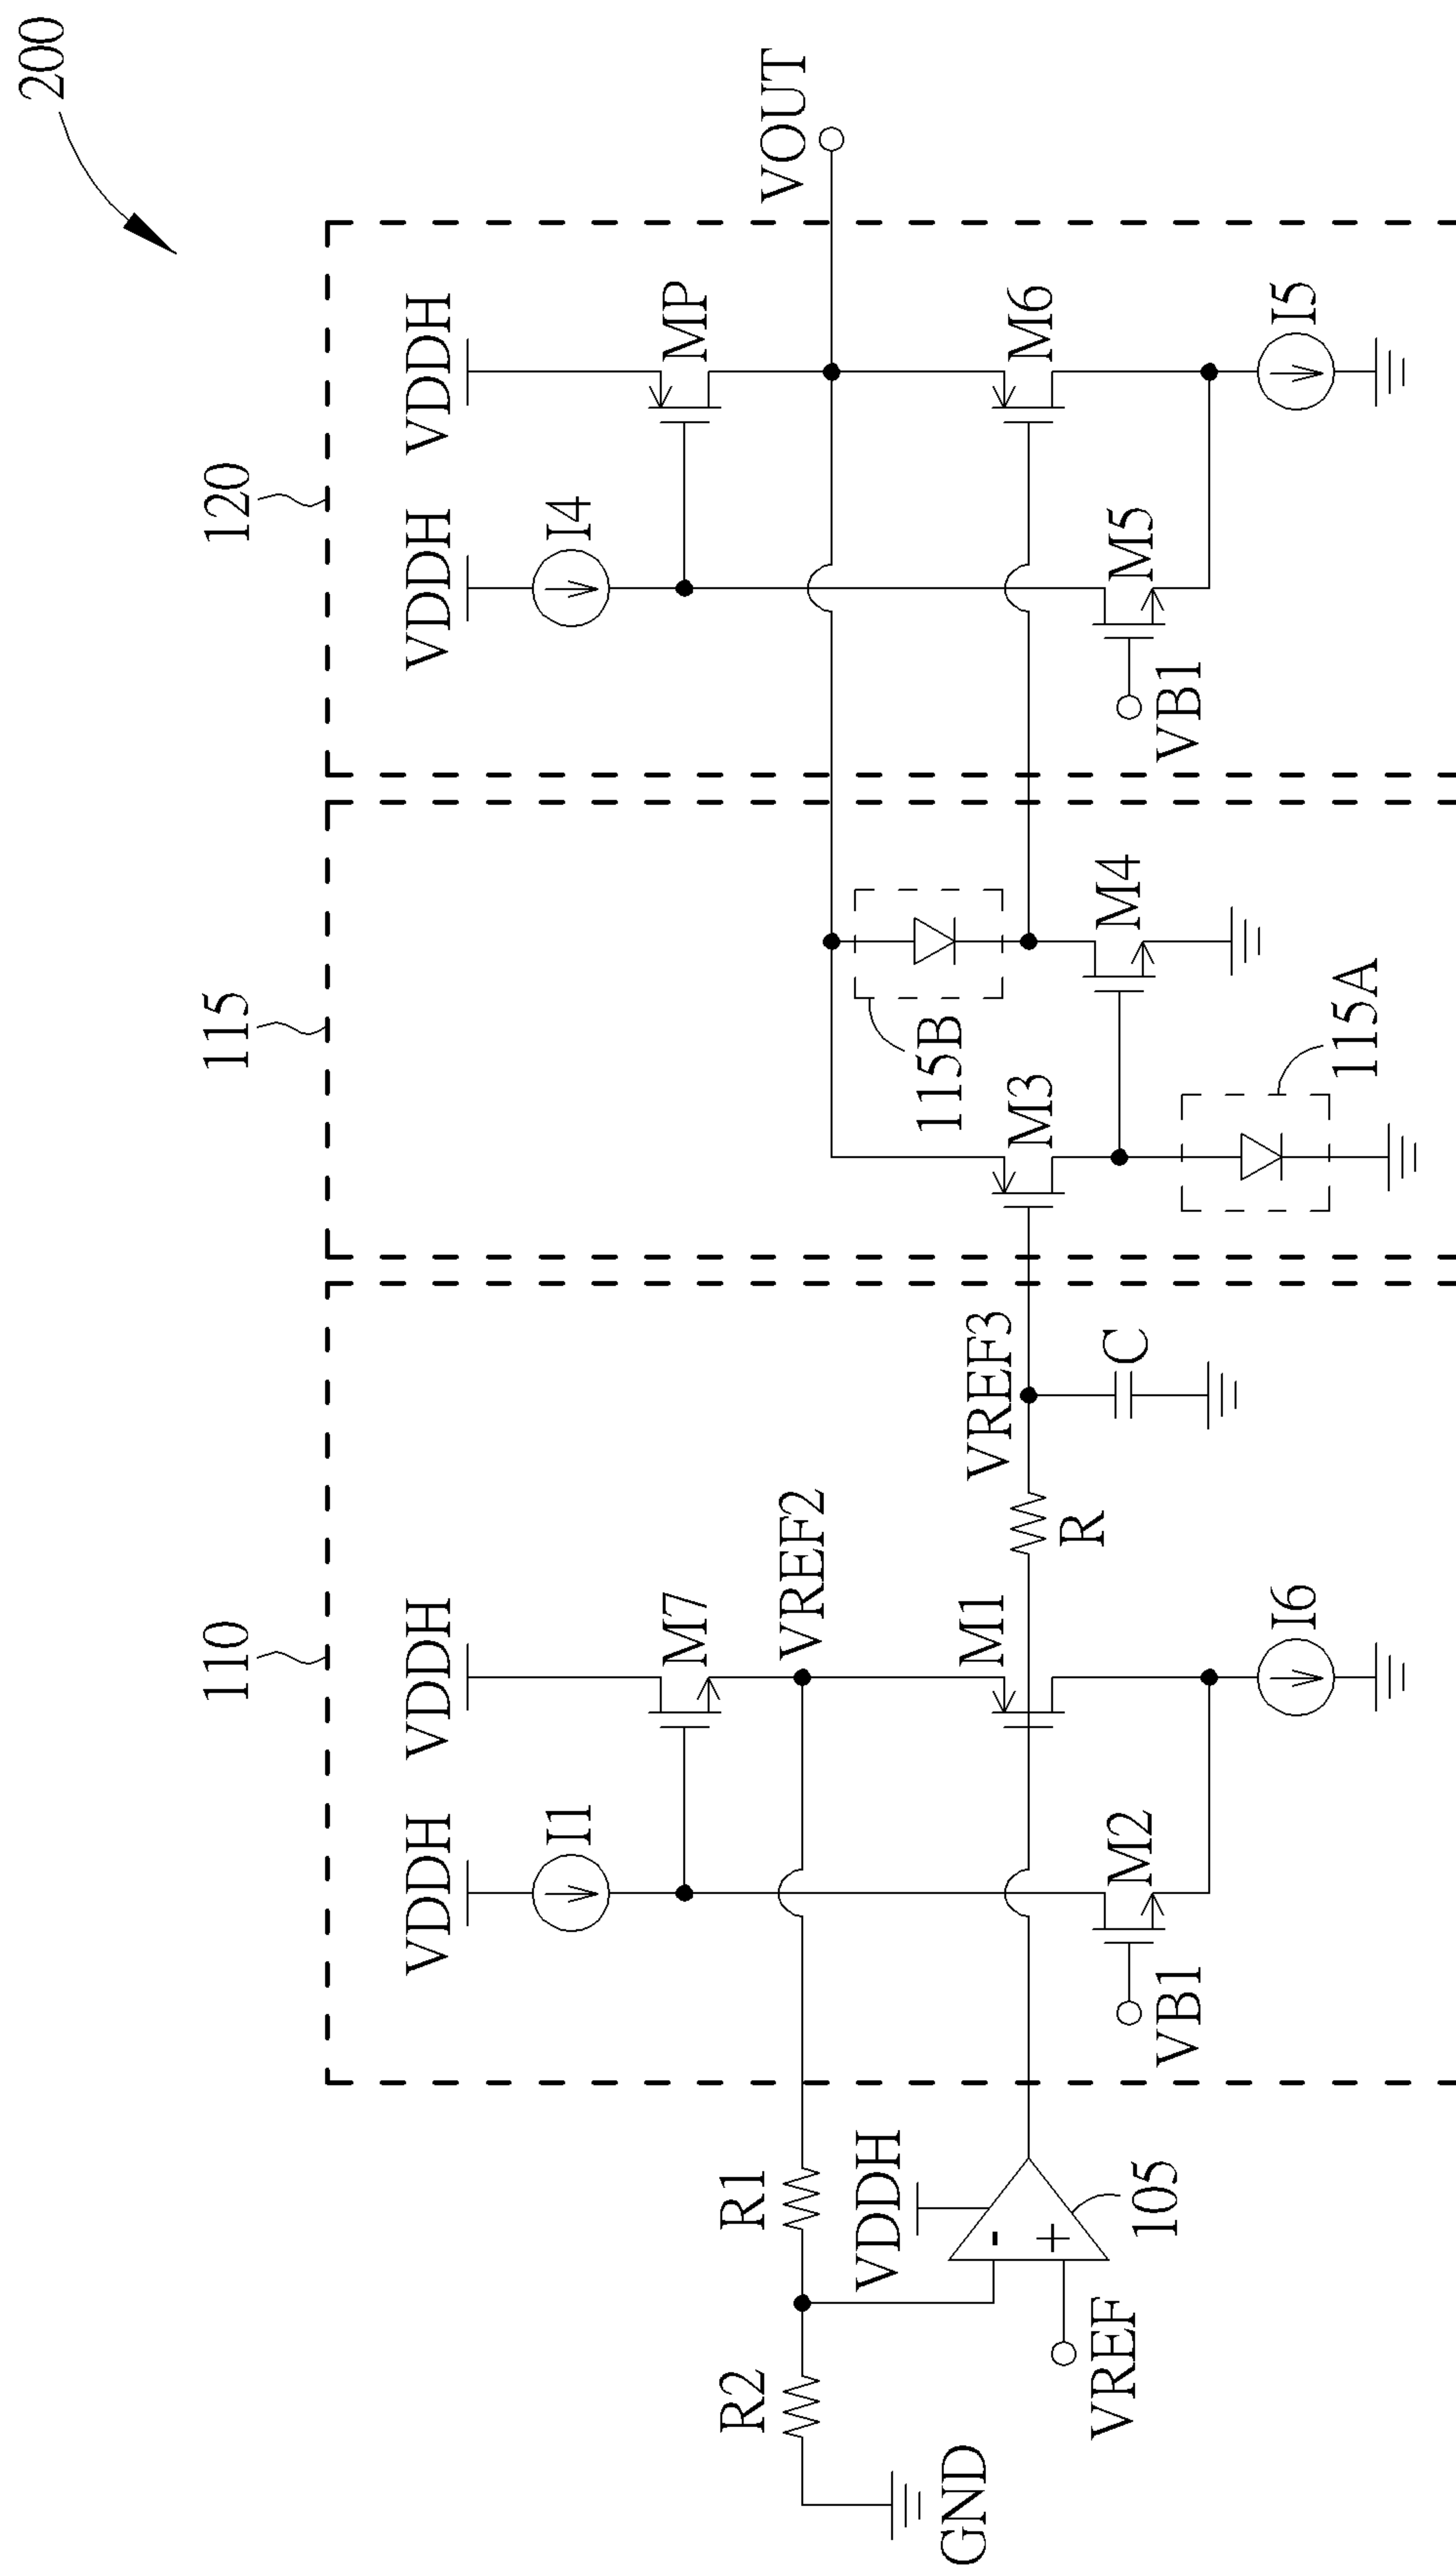 200
110
115
120
VDDH
VDDH
VDDH
VDDH
I1
I4
M7
MP
R1
VREF2
VOUT
R2
VDDH
GND
-
+
VREF
105
M1
R
VREF3
C
M3
115B
M4
M6
VB1
M2
VB1
M5
I6
115A
I5